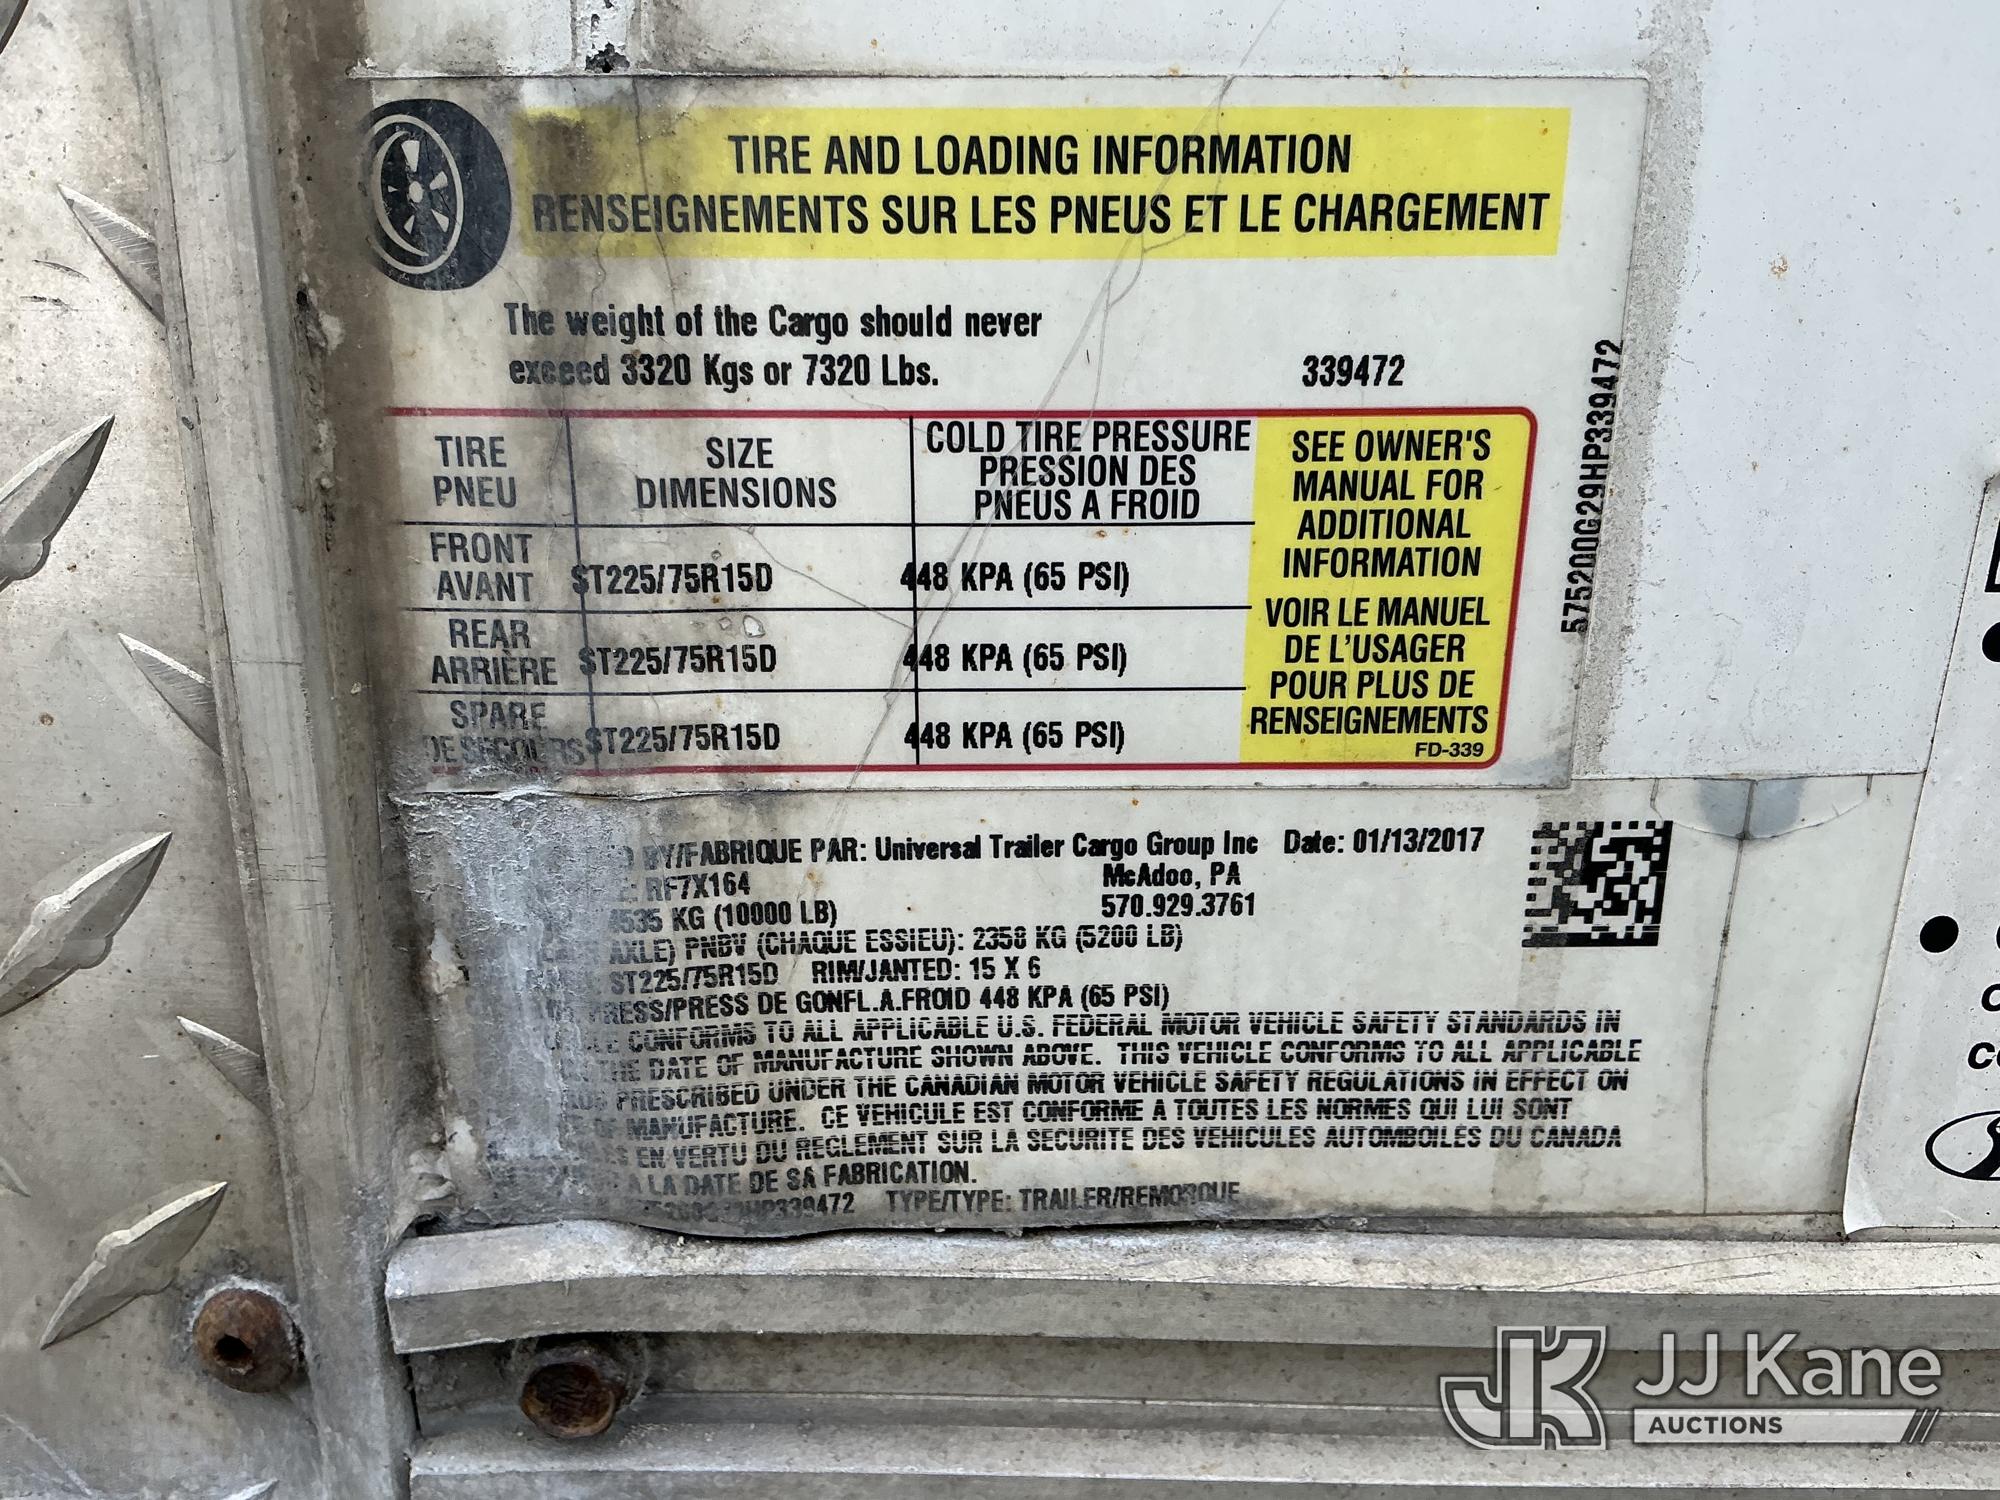 TIRE AND LOADING INFORMATION
RENSEIGNEMENTS SUR LES PNEUS ET LE CHARGEMENT
The weight of the Cargo should never
exceed 3320 Kgs or 7320 Lbs.
339472
TIRE
PNEU
SIZE
DIMENSIONS
COLD TIRE PRESSURE
PRESSION DES
PNEUS A FROID
FRONT
AVANT
ST225/75R15D
448 KPA (65 PSI)
REAR
ARRIÈRE
ST225/75R15D
448 KPA (65 PSI)
SPARE
DE SECOURS
ST225/75R15D
448 KPA (65 PSI)
SEE OWNER'S
MANUAL FOR
ADDITIONAL
INFORMATION
VOIR LE MANUEL
DE L'USAGER
POUR PLUS DE
RENSEIGNEMENTS
FD-339
575200G29HP339472
BY/FABRIQUE PAR: Universal Trailer Cargo Group Inc Date: 01/13/2017
RF7X164 McAdoo, PA
4535 KG (10000 LB) 570.929.3761
AXLE) PNBV (CHAQUE ESSIEU): 2358 KG (5200 LB)
ST225/75R15D RIM/JANTED: 15 X 6
PRESS/PRESS DE GONFL.A.FROID 448 KPA (65 PSI)
CONFORMS TO ALL APPLICABLE U.S. FEDERAL MOTOR VEHICLE SAFETY STANDARDS IN
THE DATE OF MANUFACTURE SHOWN ABOVE. THIS VEHICLE CONFORMS TO ALL APPLICABLE
PRESCRIBED UNDER THE CANADIAN MOTOR VEHICLE SAFETY REGULATIONS IN EFFECT ON
OF MANUFACTURE. CE VEHICULE EST CONFORME A TOUTES LES NORMES QUI LUI SONT
EN VERTU DU REGLEMENT SUR LA SECURITE DES VEHICULES AUTOMBOILES DU CANADA
A LA DATE DE SA FABRICATION.
HP339472 TYPE/TYPE: TRAILER/REMORQUE
JK JJ Kane
AUCTIONS